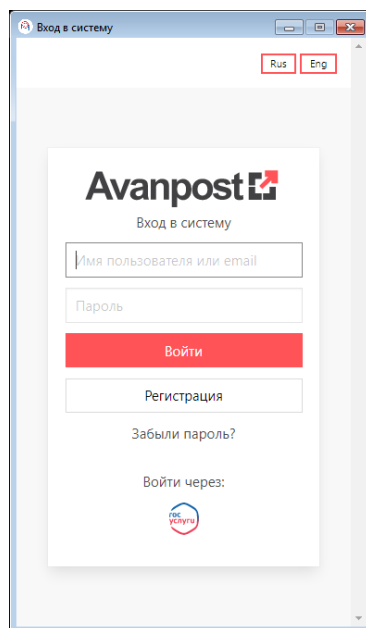 Вход в систему
Rus Eng
Avanpost
Вход в систему
Имя пользователя или email
Пароль
Войти
Регистрация
Забыли пароль?
Войти через:
гос
услуги